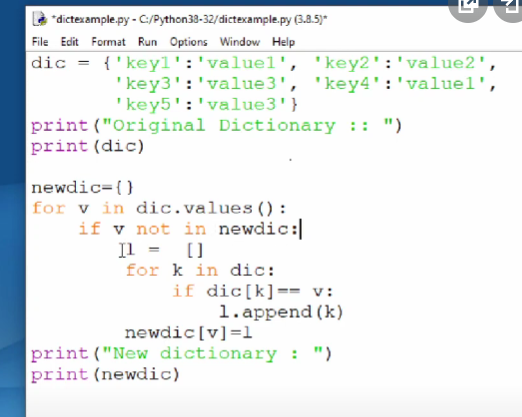 *dictexample.py - C:/Python38-32/dictexample.py (3.8.5)*
File Edit Format Run Options Window Help
dic = {'key1':'value1', 'key2':'value2',
       'key3':'value3', 'key4':'value1',
       'key5':'value3'}
print("Original Dictionary :: ")
print(dic)
newdic={}
for v in dic.values():
    if v not in newdic:
        l =  []
        for k in dic:
            if dic[k]== v:
                l.append(k)
        newdic[v]=l
print("New dictionary : ")
print(newdic)